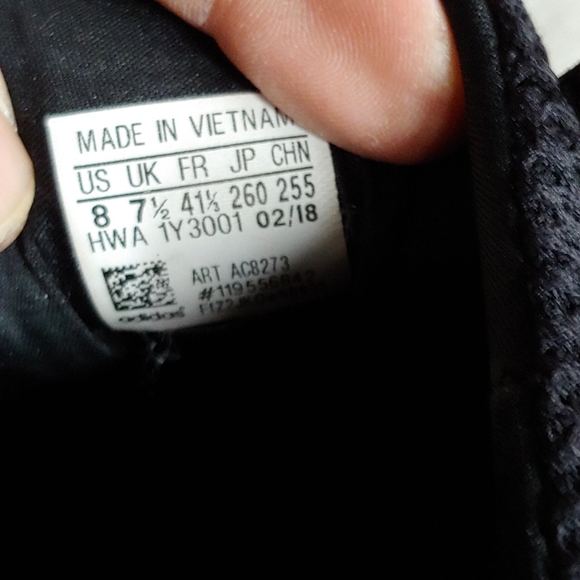 MADE IN VIETNAM
US UK FR JP CHN
8 7½ 41⅓ 260 255
HWA 1Y3001 02/18
ART AC8273
adidas